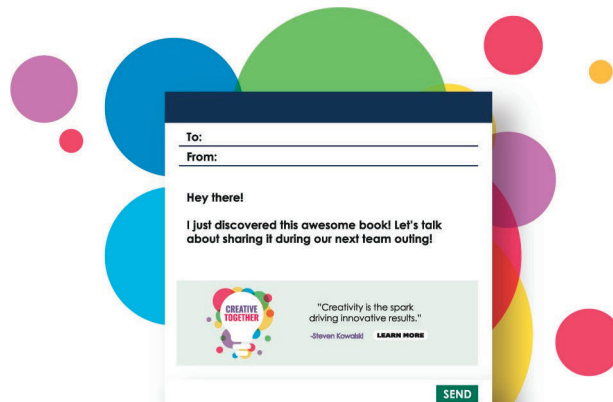 To:
From:
Hey there!
I just discovered this awesome book! Let's talk
about sharing it during our next team outing!
CREATIVE
TOGETHER
"Creativity is the spark
driving innovative results."
-Steven Kowalski LEARN MORE
SEND